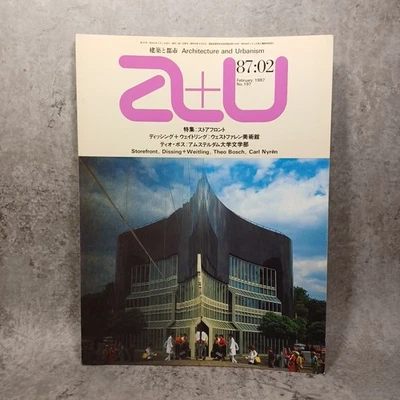 建築と都市 Architecture and Urbanism
a+u
87:02
February 1987
No.197
特集:ストアフロント
ディッシング+ウェイトリング:ウェストファレン美術館
ティオ・ボス:アムステルダム大学文学部
Storefront, Dissing+Weitling, Theo Bosch, Carl Nyrén